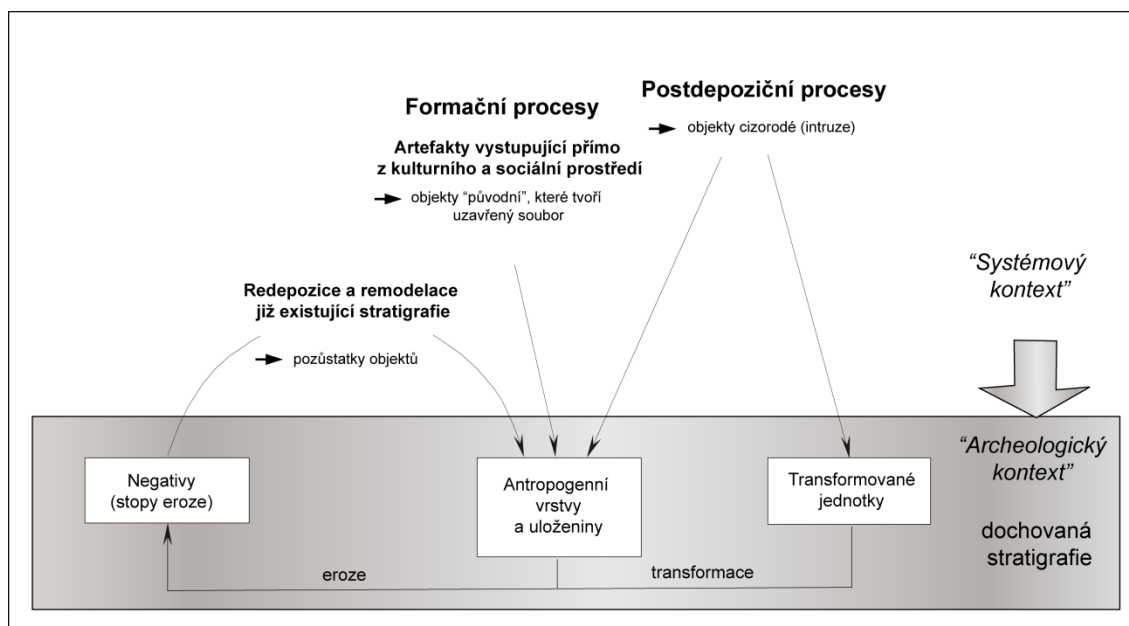 Formační procesy
Artefakty vystupující přímo
z kulturního a sociální prostředí
objekty “původní”, které tvoří
uzavřený soubor
Postdepoziční procesy
objekty cizorodé (intruze)
Redepozice a remodelace
již existující stratigrafie
pozůstatky objektů
“Systémový
kontext”
“Archeologický
kontext”
dochovaná
stratigrafie
Negativy
(stopy eroze)
Antropogenní
vrstvy
a uloženiny
Transformované
jednotky
eroze
transformace